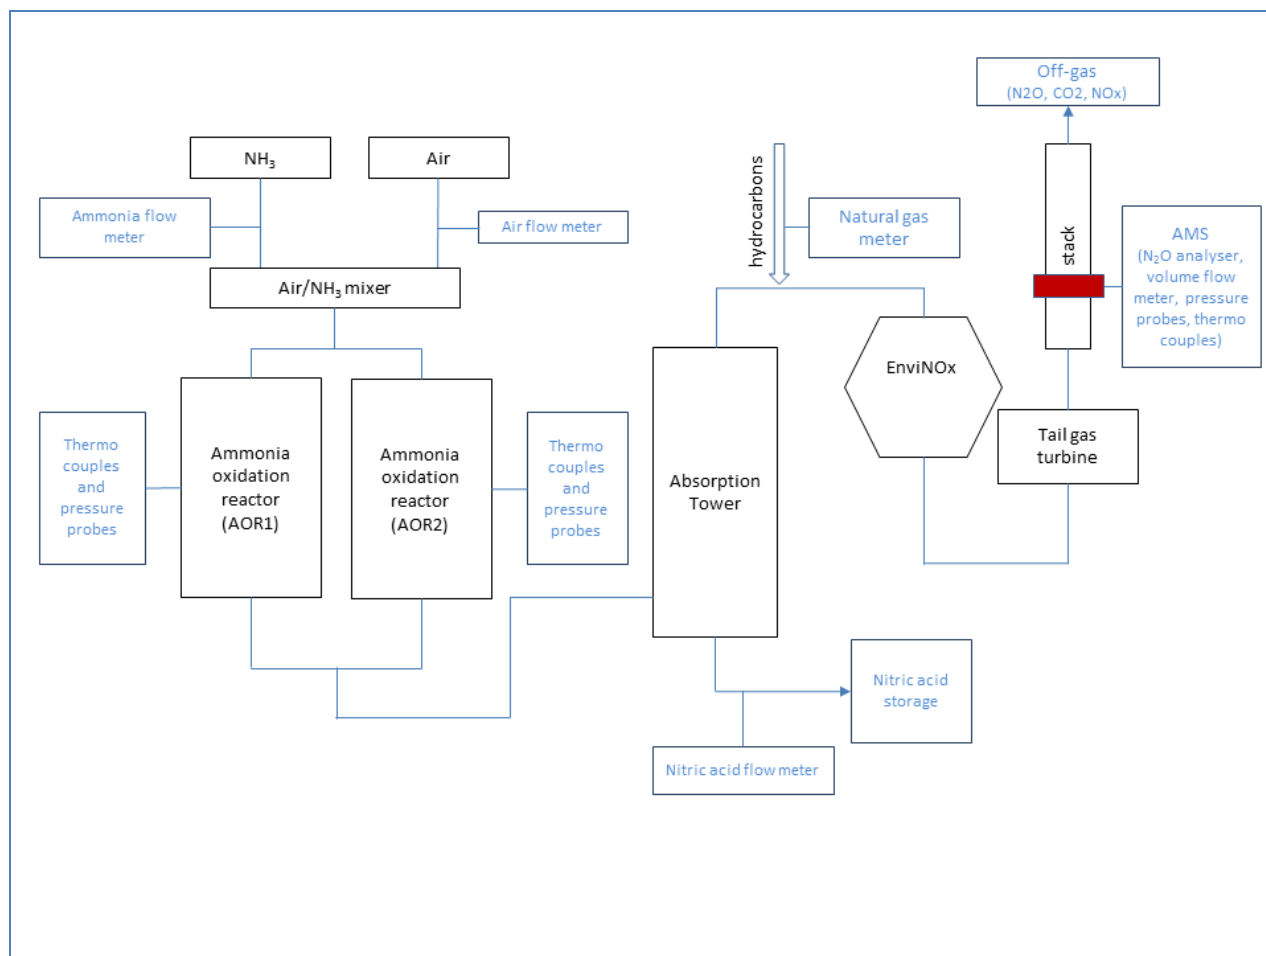 Off-gas
(N2O, CO2, NOx)
NH₃
Air
hydrocarbons
Ammonia flow
meter
Air flow meter
Natural gas
meter
stack
AMS
(N₂O analyser,
volume flow
meter, pressure
probes, thermo
couples)
Air/NH₃ mixer
EnviNOx
Thermo
couples
and
pressure
probes
Ammonia
oxidation
reactor
(AOR1)
Ammonia
oxidation
reactor
(AOR2)
Thermo
couples
and
pressure
probes
Absorption
Tower
Tail gas
turbine
Nitric acid
storage
Nitric acid flow meter